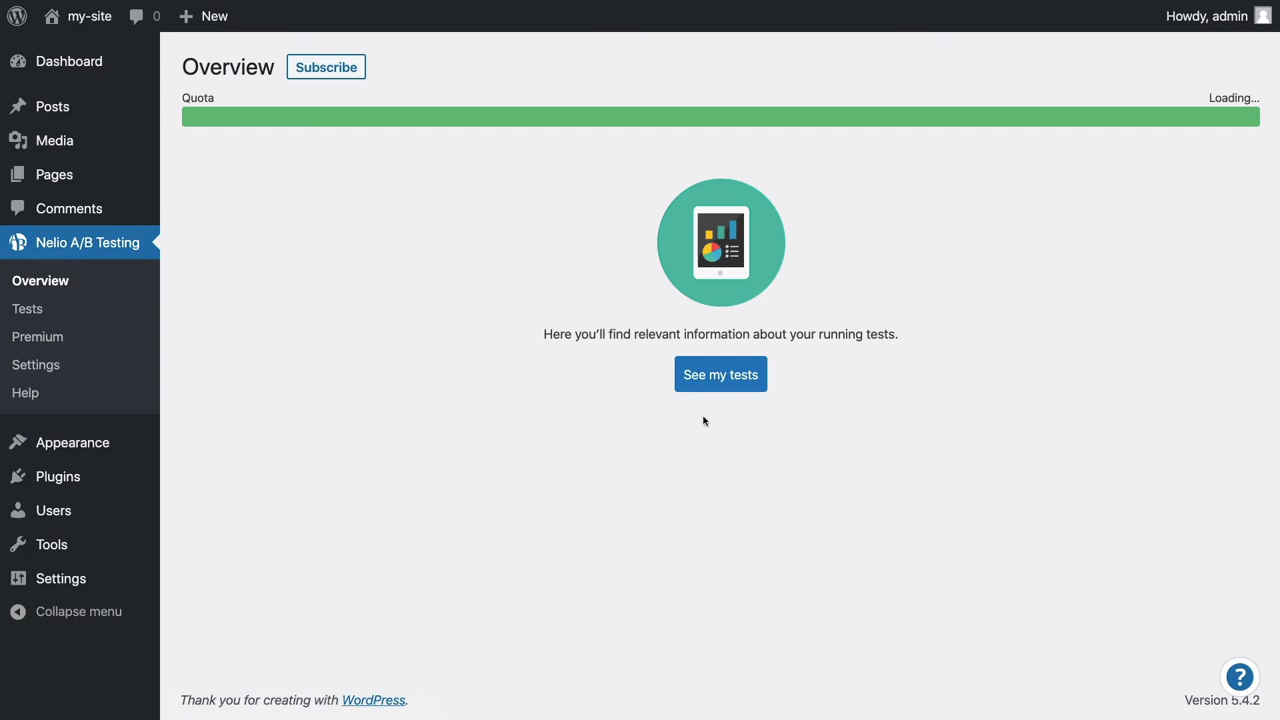 my-site
0
New
Howdy, admin
Dashboard
Posts
Media
Pages
Comments
Nelio A/B Testing
Overview
Tests
Premium
Settings
Help
Appearance
Plugins
Users
Tools
Settings
Collapse menu
Overview
Subscribe
Quota
Loading...
Here you'll find relevant information about your running tests.
See my tests
?
Thank you for creating with WordPress.
Version 5.4.2